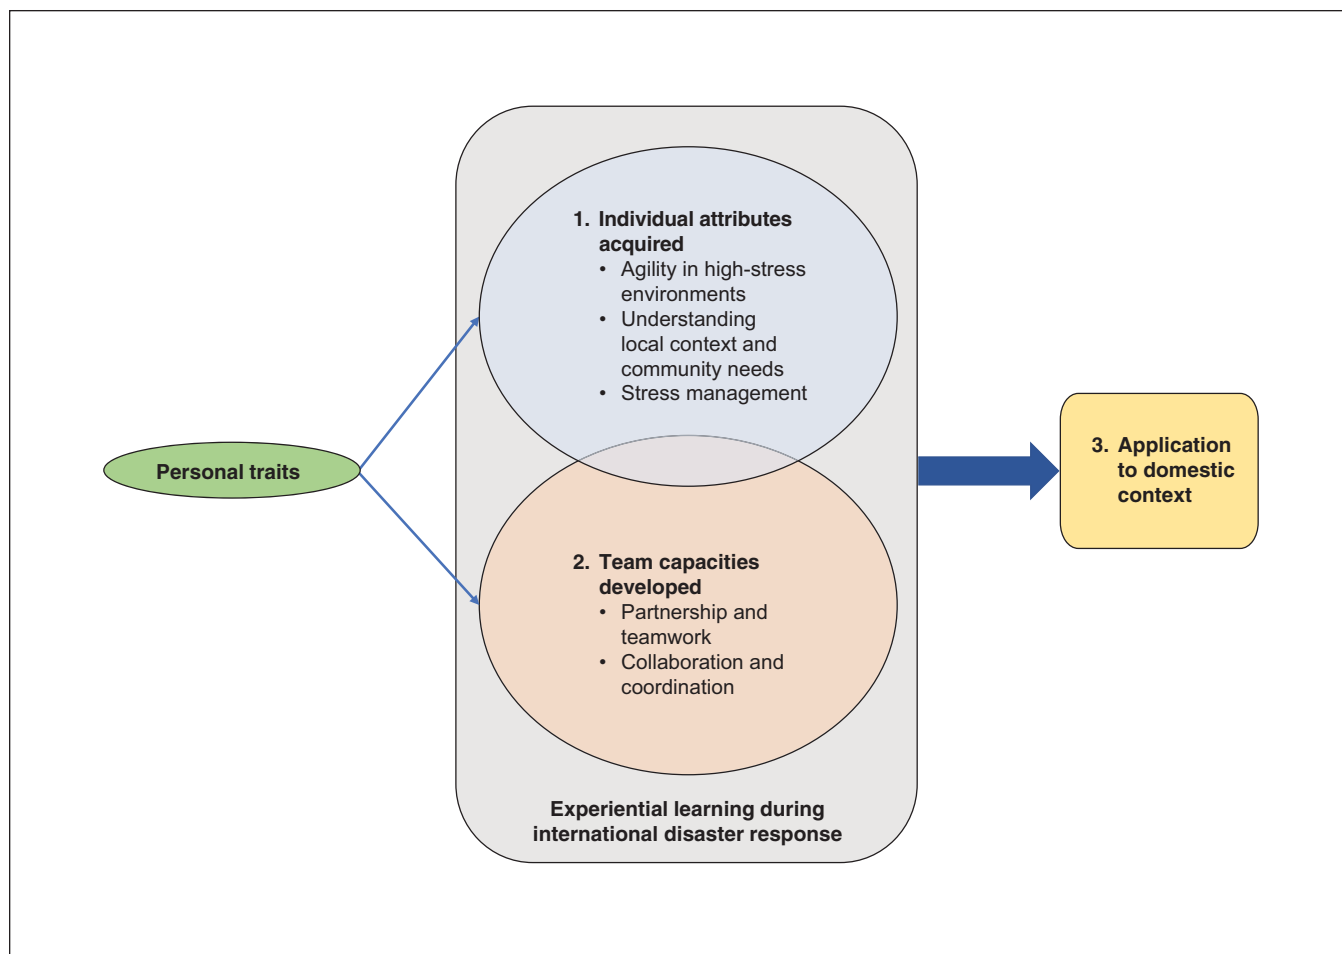 1. Individual attributes
acquired
• Agility in high-stress
environments
• Understanding
local context and
community needs
• Stress management
Personal traits
3. Application
to domestic
context
2. Team capacities
developed
• Partnership and
teamwork
• Collaboration and
coordination
Experiential learning during
international disaster response